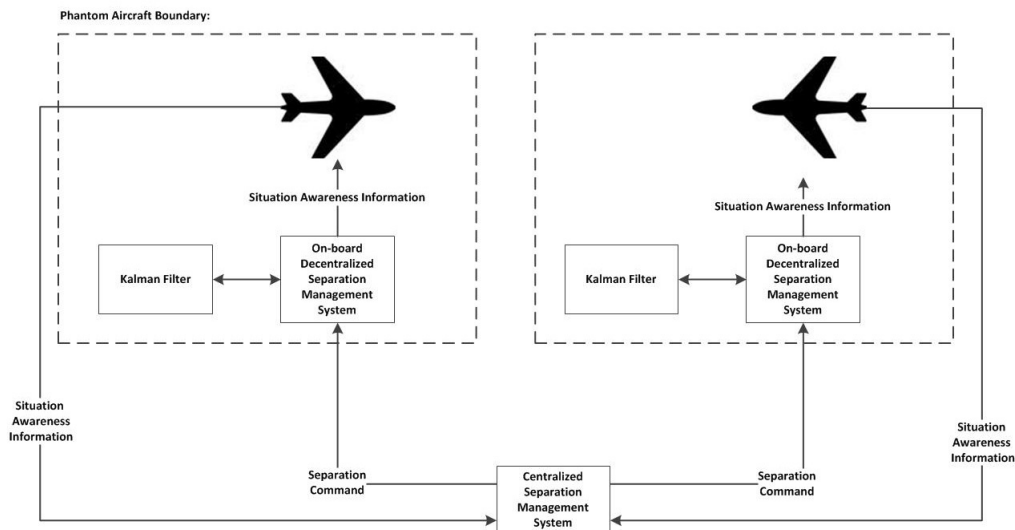 Phantom Aircraft Boundary:
Situation Awareness Information
Situation Awareness Information
Kalman Filter
On-board
Decentralized
Separation
Management
System
Kalman Filter
On-board
Decentralized
Separation
Management
System
Situation
Awareness
Information
Situation
Awareness
Information
Separation
Command
Centralized
Separation
Management
System
Separation
Command